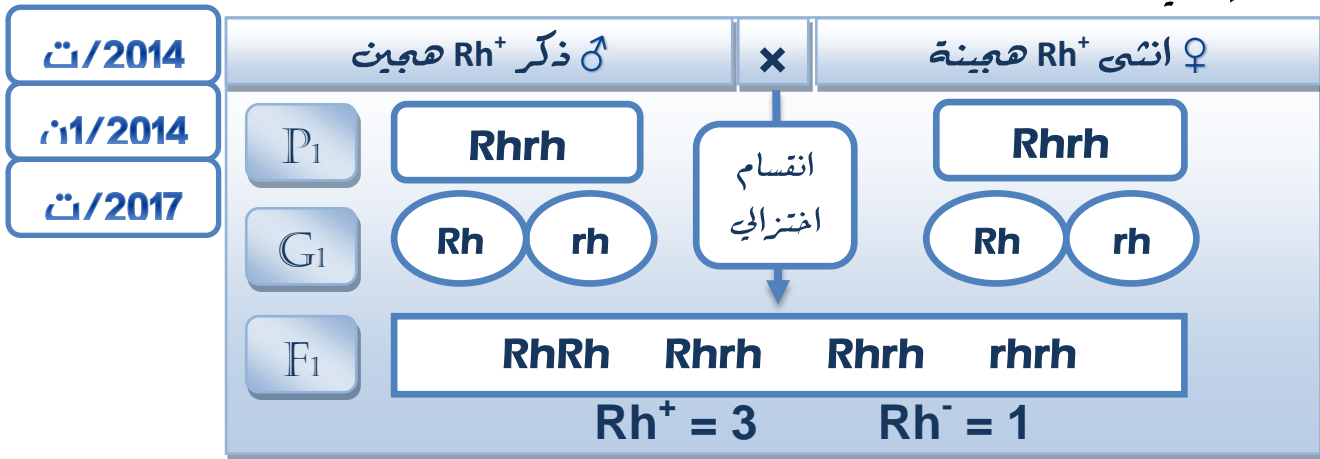 2014/ت
2014/ن1
2017/ت
♀ انثى Rh⁺ هجينة × ♂ ذكر Rh⁺ هجين
P1 Rhrh Rhrh
انقسام
اختزالي
G1 Rh rh Rh rh
F1 RhRh Rhrh Rhrh rhrh
Rh⁺ = 3 Rh⁻ = 1